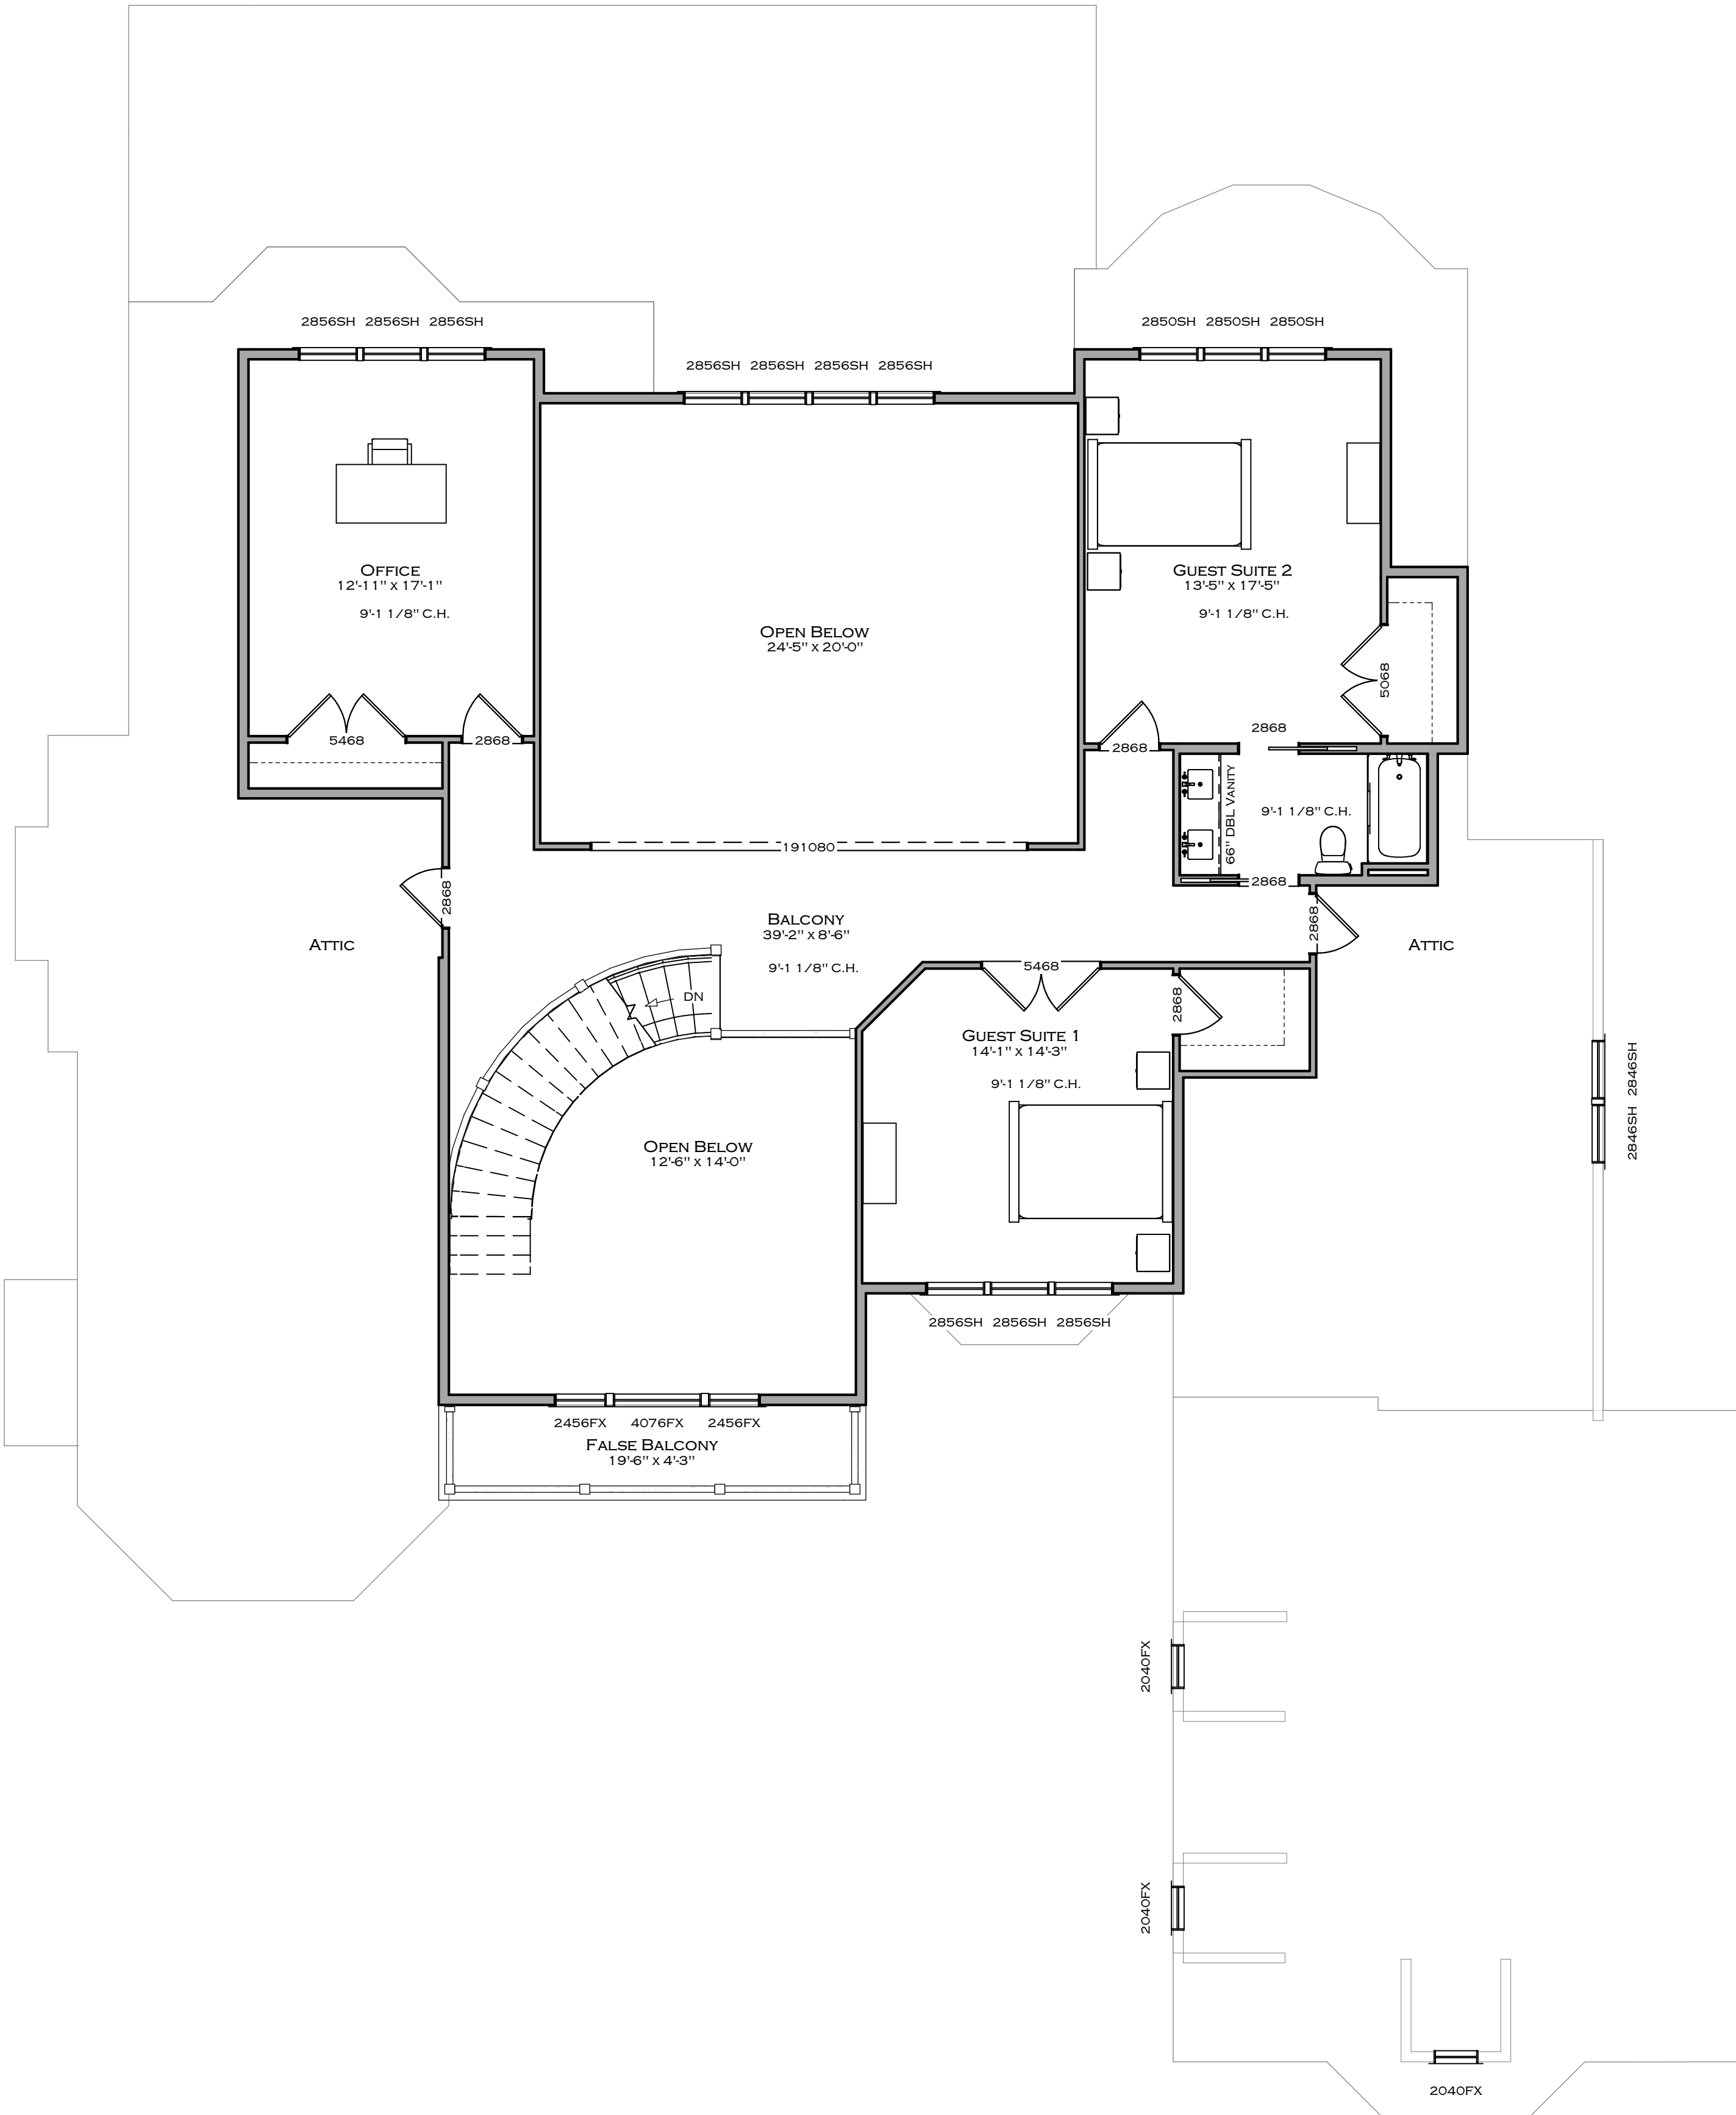 2856SH 2856SH 2856SH
2850SH 2850SH 2850SH
2856SH 2856SH 2856SH 2856SH
OFFICE
12'-11" X 17'-1"
9'-1 1/8" C.H.
GUEST SUITE 2
13'-5" X 17'-5"
9'-1 1/8" C.H.
OPEN BELOW
24'-5" X 20'-0"
5068
5468
2868
2868
2868
66" DBL VANITY
9'-1 1/8" C.H.
191080
2868
2868
2868
BALCONY
39'-2" X 8'-6"
9'-1 1/8" C.H.
ATTIC
ATTIC
5468
DN
2868
GUEST SUITE 1
14'-1" X 14'-3"
9'-1 1/8" C.H.
2846SH 2846SH
OPEN BELOW
12'-6" X 14'-0"
2856SH 2856SH 2856SH
2456FX 4076FX 2456FX
FALSE BALCONY
19'-6" X 4'-3"
2040FX
2040FX
2040FX